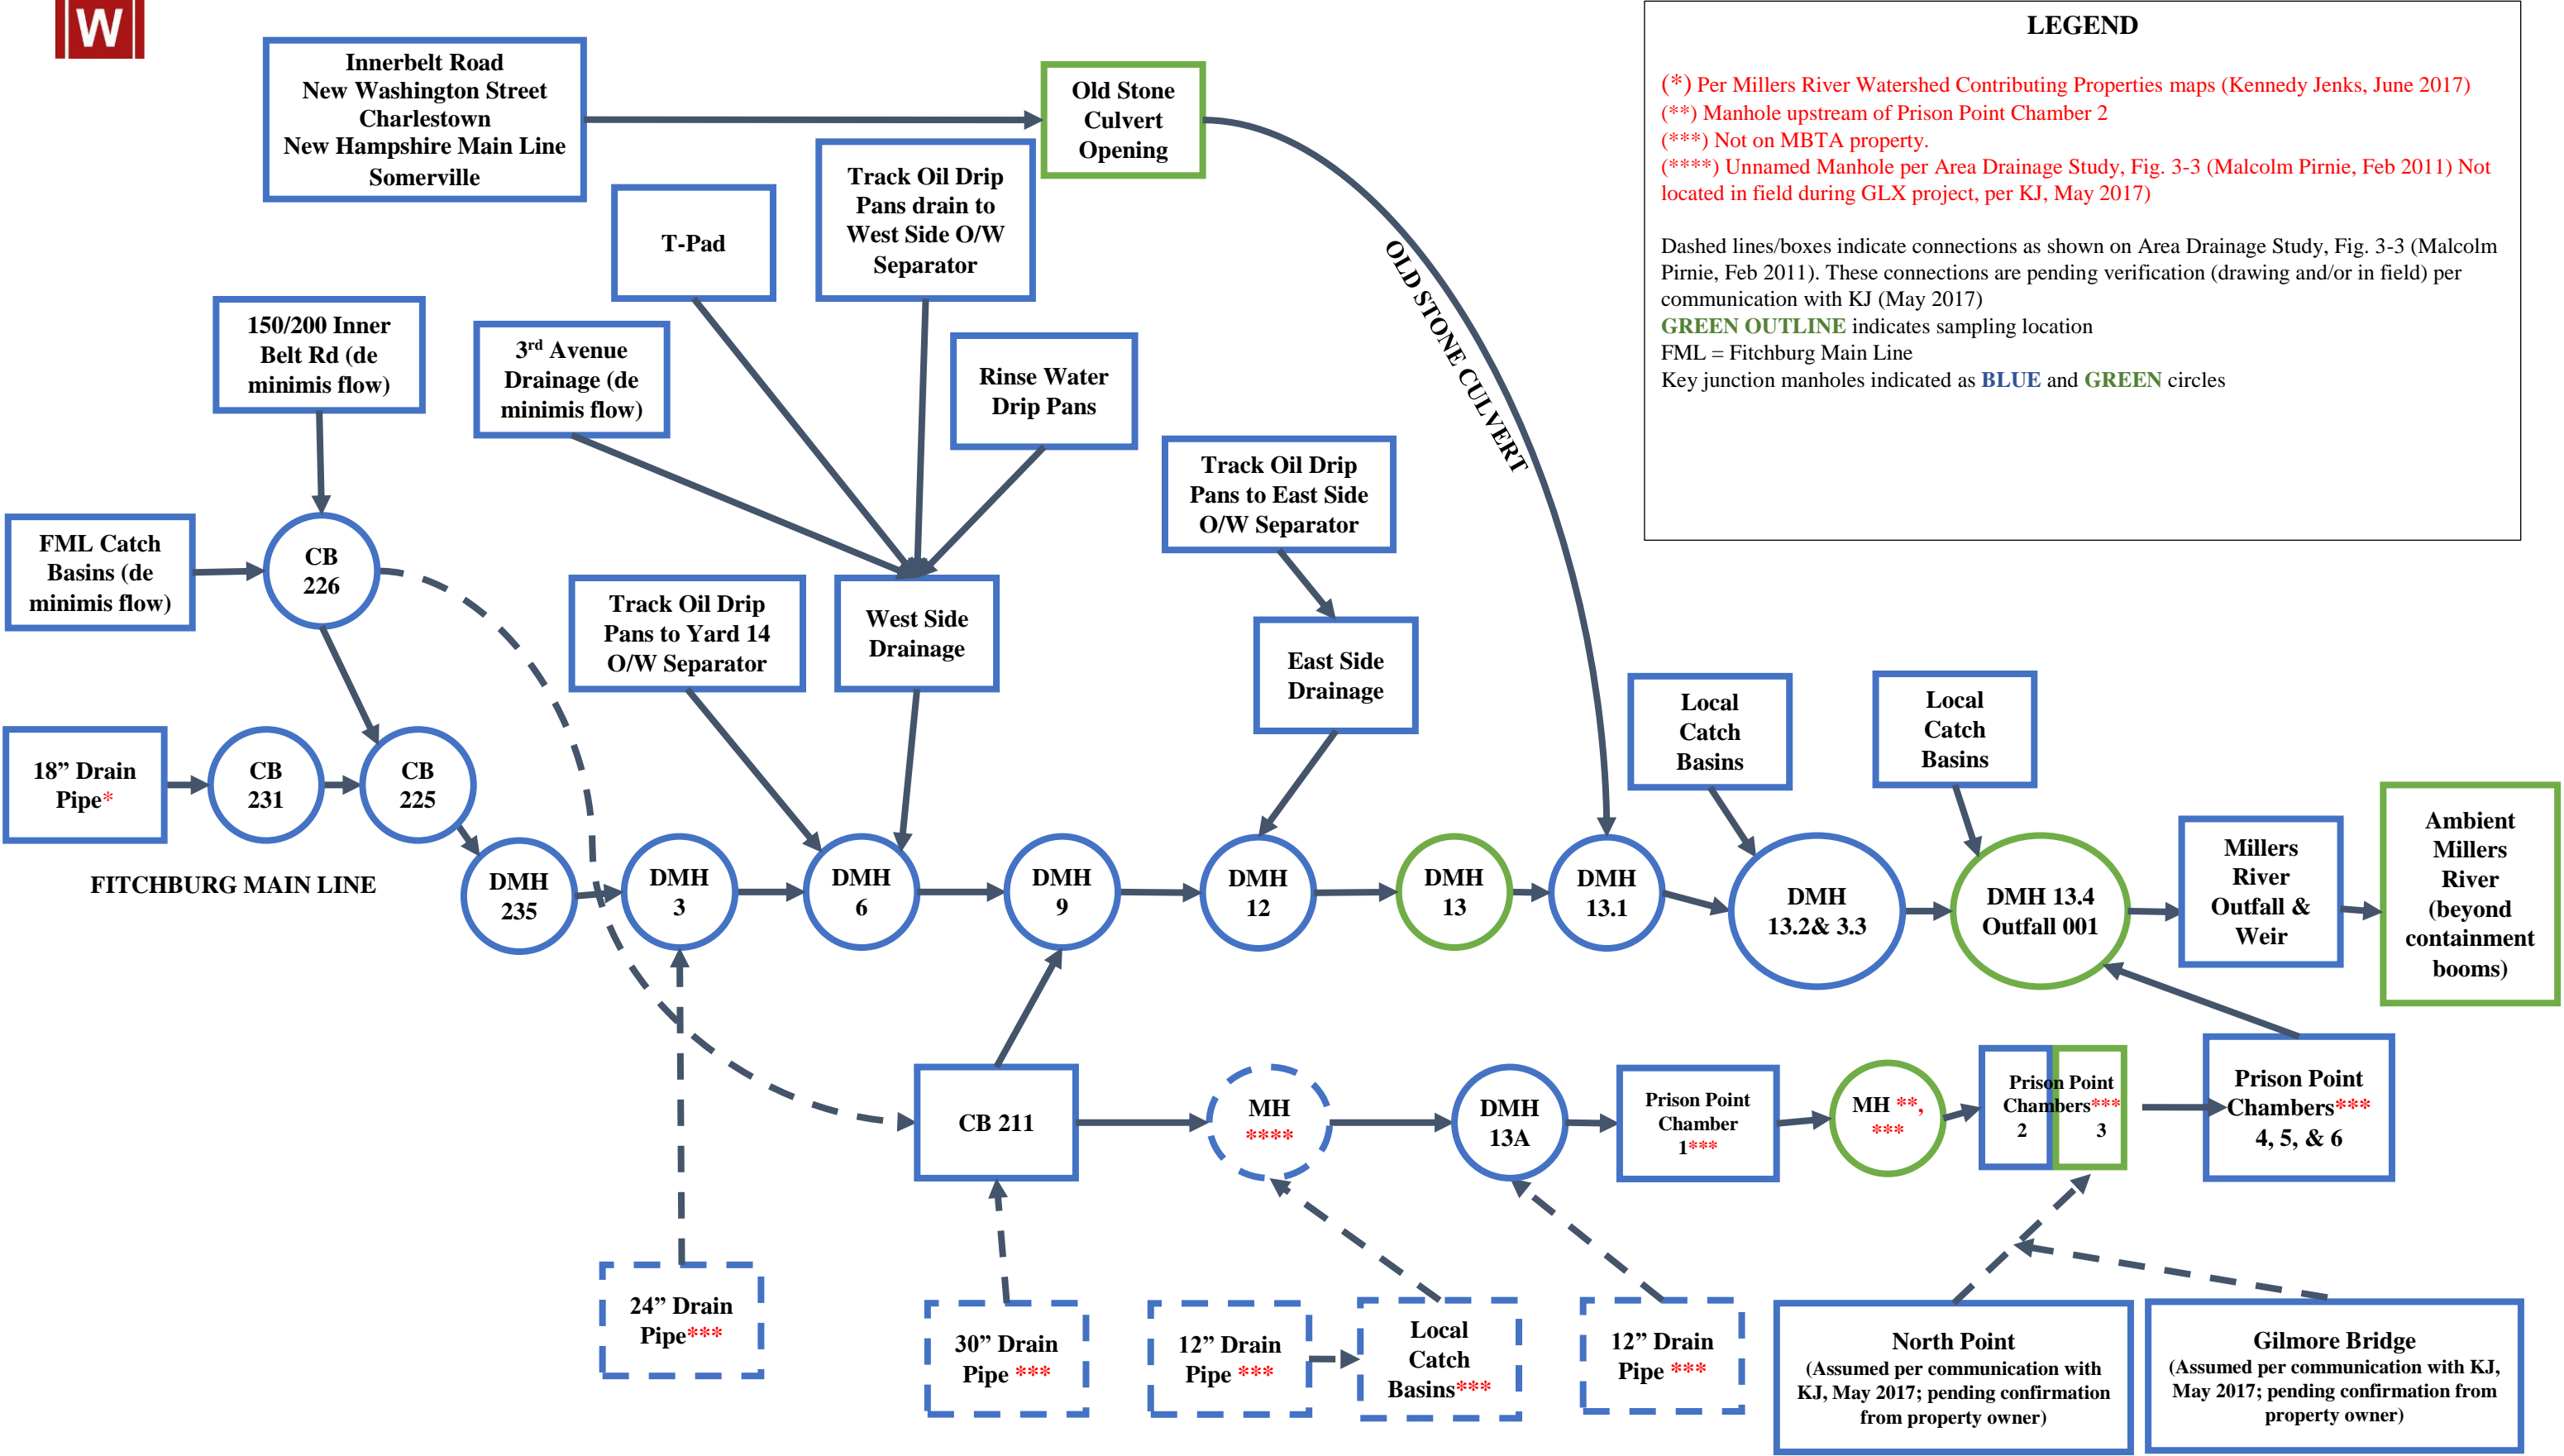 W
Innerbelt Road
New Washington Street
Charlestown
New Hampshire Main Line
Somerville
Old Stone
Culvert
Opening
LEGEND
(*) Per Millers River Watershed Contributing Properties maps (Kennedy Jenks, June 2017)
(**) Manhole upstream of Prison Point Chamber 2
(***) Not on MBTA property.
(****) Unnamed Manhole per Area Drainage Study, Fig. 3-3 (Malcolm Pirnie, Feb 2011) Not
located in field during GLX project, per KJ, May 2017)
Dashed lines/boxes indicate connections as shown on Area Drainage Study, Fig. 3-3 (Malcolm
Pirnie, Feb 2011). These connections are pending verification (drawing and/or in field) per
communication with KJ (May 2017)
GREEN OUTLINE indicates sampling location
FML = Fitchburg Main Line
Key junction manholes indicated as BLUE and GREEN circles
T-Pad
Track Oil Drip
Pans drain to
West Side O/W
Separator
OLD STONE CULVERT
150/200 Inner
Belt Rd (de
minimis flow)
3rd Avenue
Drainage (de
minimis flow)
Rinse Water
Drip Pans
Track Oil Drip
Pans to East Side
O/W Separator
FML Catch
Basins (de
minimis flow)
CB
226
Track Oil Drip
Pans to Yard 14
O/W Separator
West Side
Drainage
East Side
Drainage
Local
Catch
Basins
Local
Catch
Basins
18” Drain
Pipe*
CB
231
CB
225
FITCHBURG MAIN LINE
DMH
235
DMH
3
DMH
6
DMH
9
DMH
12
DMH
13
DMH
13.1
DMH
13.2& 3.3
DMH 13.4
Outfall 001
Millers
River
Outfall &
Weir
Ambient
Millers
River
(beyond
containment
booms)
CB 211
MH
****
DMH
13A
Prison Point
Chamber
1***
MH **,
***
Prison Point
Chambers***
2 3
Prison Point
Chambers***
4, 5, & 6
24” Drain
Pipe***
30” Drain
Pipe ***
12” Drain
Pipe ***
Local
Catch
Basins***
12” Drain
Pipe ***
North Point
(Assumed per communication with
KJ, May 2017; pending confirmation
from property owner)
Gilmore Bridge
(Assumed per communication with KJ,
May 2017; pending confirmation from
property owner)